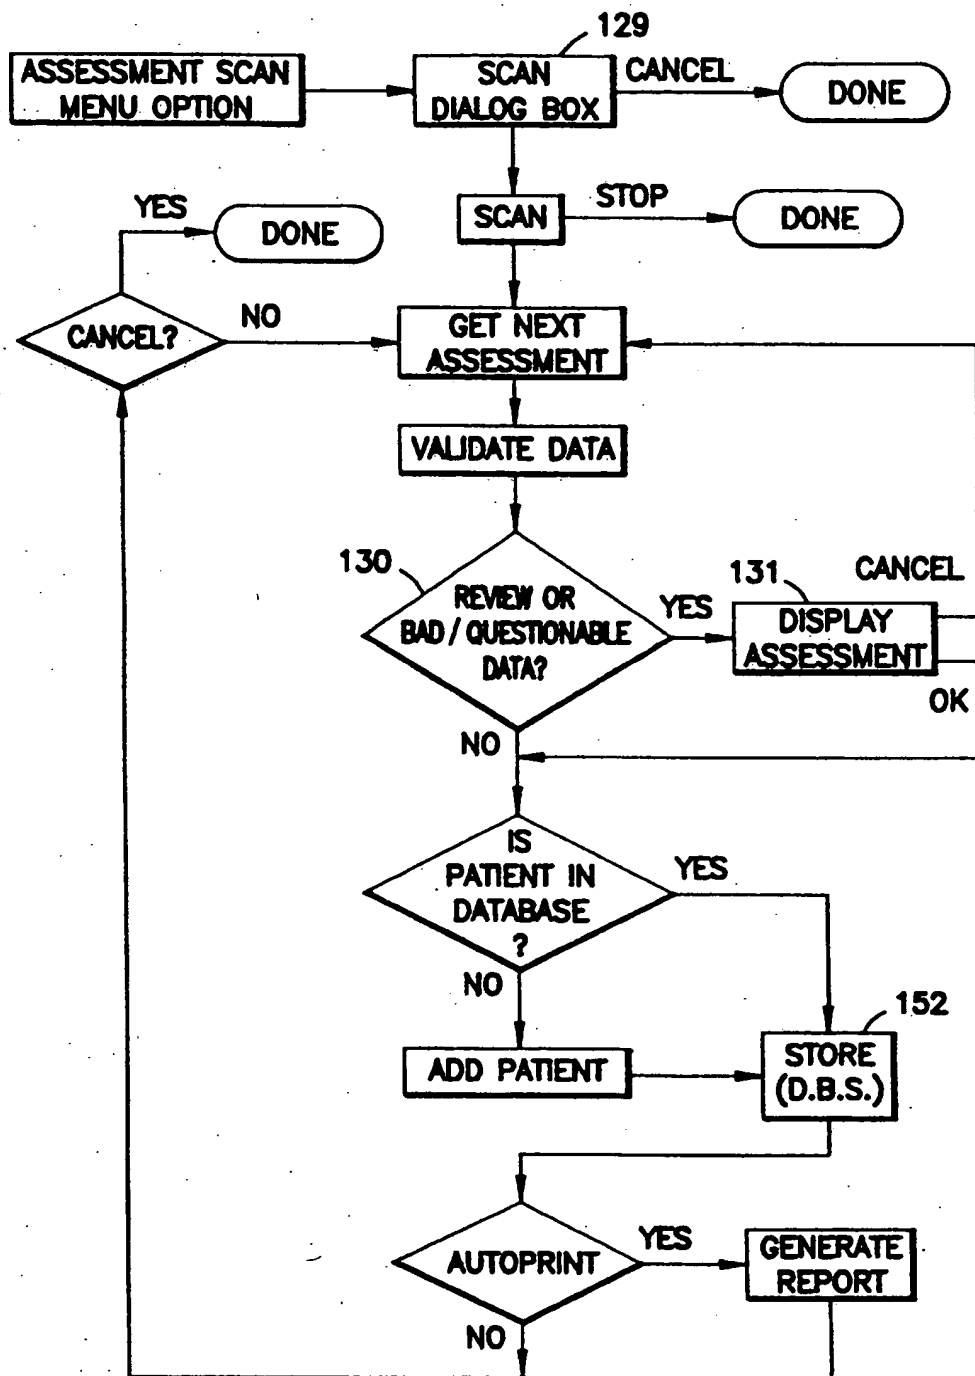 129
ASSESSMENT SCAN
MENU OPTION
SCAN
DIALOG BOX
CANCEL
DONE
YES
DONE
SCAN
STOP
DONE
CANCEL?
NO
GET NEXT
ASSESSMENT
VALIDATE DATA
130
REVIEW OR
BAD / QUESTIONABLE
DATA?
YES
131
DISPLAY
ASSESSMENT
CANCEL
OK
NO
IS
PATIENT IN
DATABASE
?
YES
NO
ADD PATIENT
152
STORE
(D.B.S.)
AUTOPRINT
YES
GENERATE
REPORT
NO